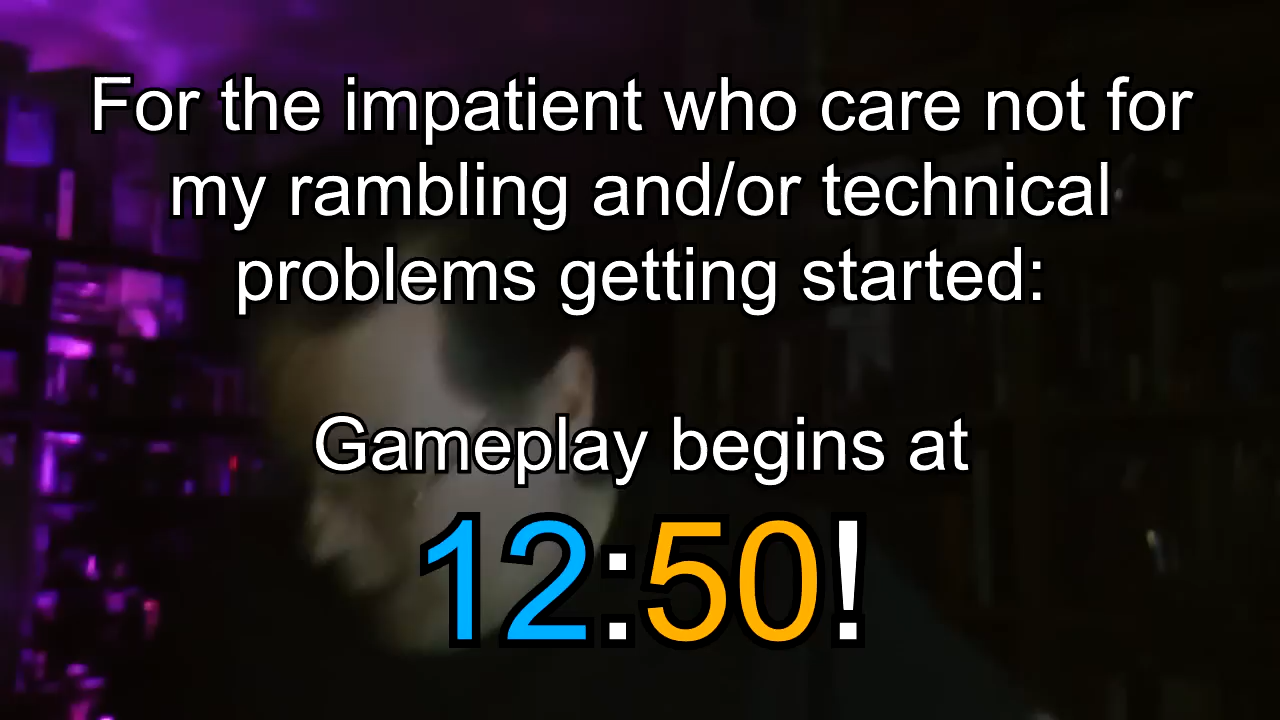 For the impatient who care not for
my rambling and/or technical
problems getting started:
Gameplay begins at
12:50!